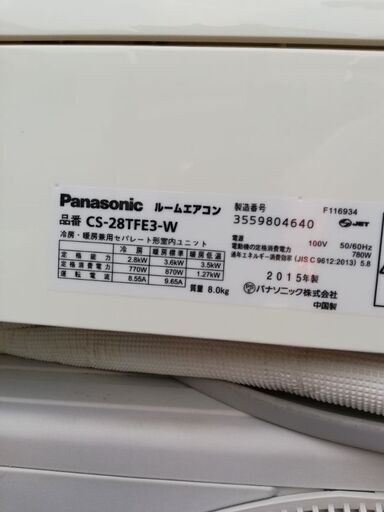 Panasonic ルームエアコン
品番 CS-28TFE3-W
冷房・暖房兼用セパレート形室内ユニット
冷房 暖房標準 暖房低温
定格能力 2.8kW 3.6kW 3.5kW
定格消費電力 770W 870W 1.27kW
運転電流 8.55A 9.65A
質量 8.0kg
製造番号 F116934
3559804640 JET
電源 100V 50/60Hz
電動機の定格消費電力 780W
通年エネルギー消費効率 (JIS C 9612:2013) 5.8
2015年製
パナソニック株式会社
中国製